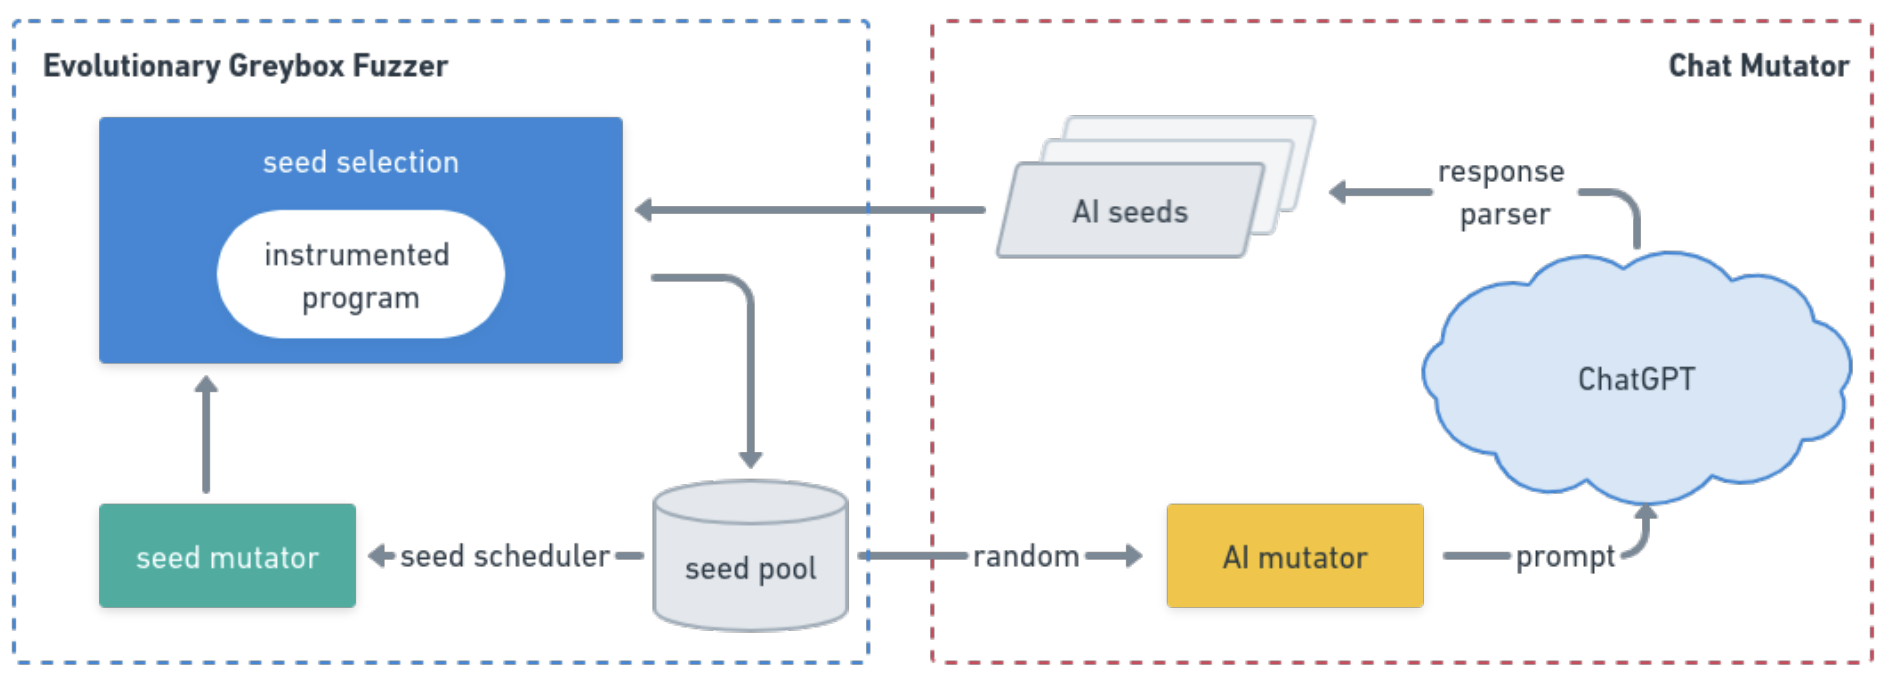 Evolutionary Greybox Fuzzer
seed selection
instrumented
program
seed mutator
seed scheduler
seed pool
Chat Mutator
AI seeds
response
parser
ChatGPT
random
AI mutator
prompt